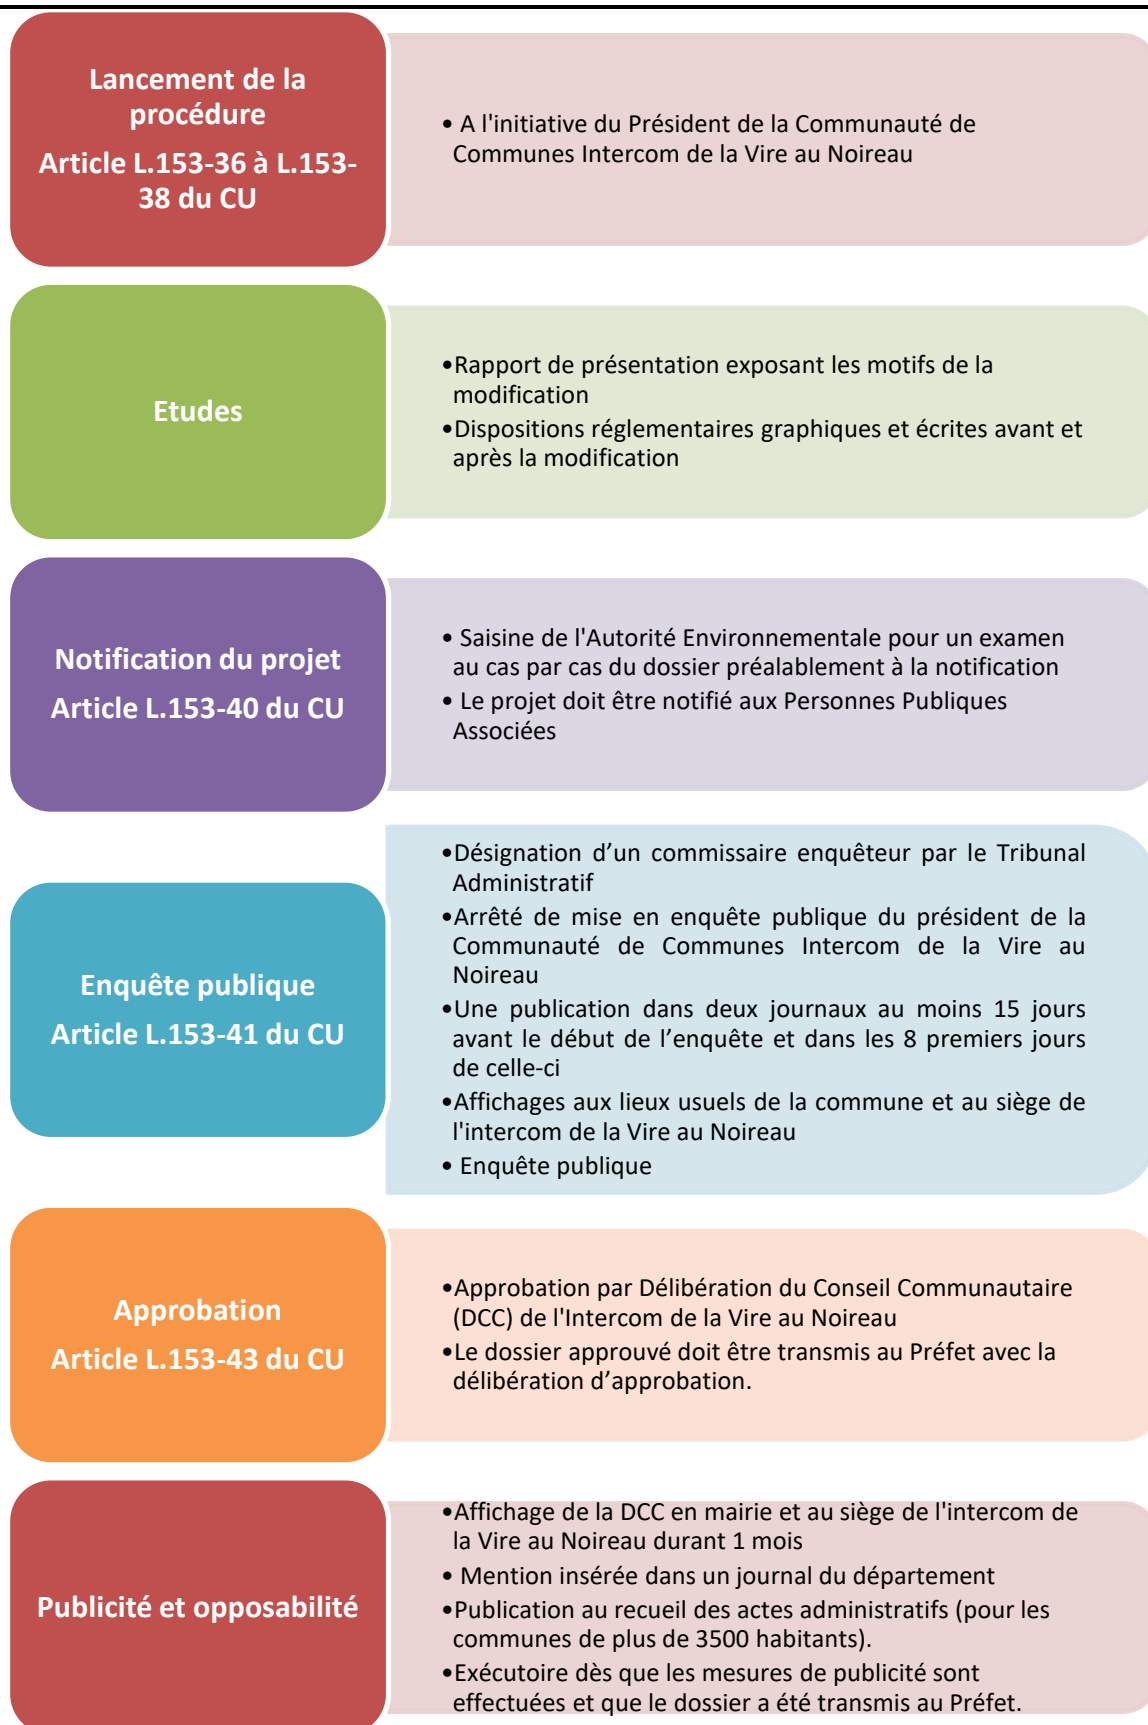 Lancement de la
procédure
Article L.153-36 à L.153-
38 du CU
• A l'initiative du Président de la Communauté de
Communes Intercom de la Vire au Noireau
Etudes
•Rapport de présentation exposant les motifs de la
modification
•Dispositions réglementaires graphiques et écrites avant et
après la modification
Notification du projet
Article L.153-40 du CU
• Saisine de l'Autorité Environnementale pour un examen
au cas par cas du dossier préalablement à la notification
• Le projet doit être notifié aux Personnes Publiques
Associées
Enquête publique
Article L.153-41 du CU
•Désignation d’un commissaire enquêteur par le Tribunal
Administratif
•Arrêté de mise en enquête publique du président de la
Communauté de Communes Intercom de la Vire au
Noireau
•Une publication dans deux journaux au moins 15 jours
avant le début de l’enquête et dans les 8 premiers jours
de celle-ci
•Affichages aux lieux usuels de la commune et au siège de
l'intercom de la Vire au Noireau
• Enquête publique
Approbation
Article L.153-43 du CU
•Approbation par Délibération du Conseil Communautaire
(DCC) de l'Intercom de la Vire au Noireau
•Le dossier approuvé doit être transmis au Préfet avec la
délibération d’approbation.
Publicité et opposabilité
•Affichage de la DCC en mairie et au siège de l'intercom de
la Vire au Noireau durant 1 mois
• Mention insérée dans un journal du département
•Publication au recueil des actes administratifs (pour les
communes de plus de 3500 habitants).
•Exécutoire dès que les mesures de publicité sont
effectuées et que le dossier a été transmis au Préfet.